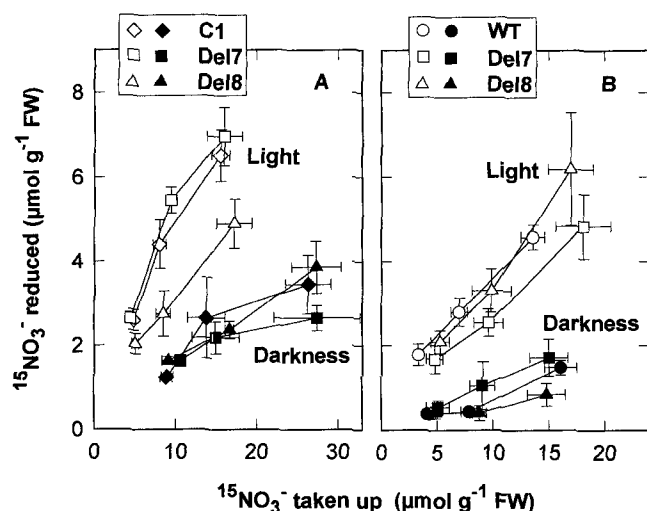 C1 WT
Del7 Del7
Del8 A Del8 B
8
6
4
2
0
Light Light
Darkness Darkness
0 10 20 30 0 5 10 15 20
¹⁵NO₃⁻ reduced (µmol g⁻¹ FW)
¹⁵NO₃⁻ taken up (µmol g⁻¹ FW)